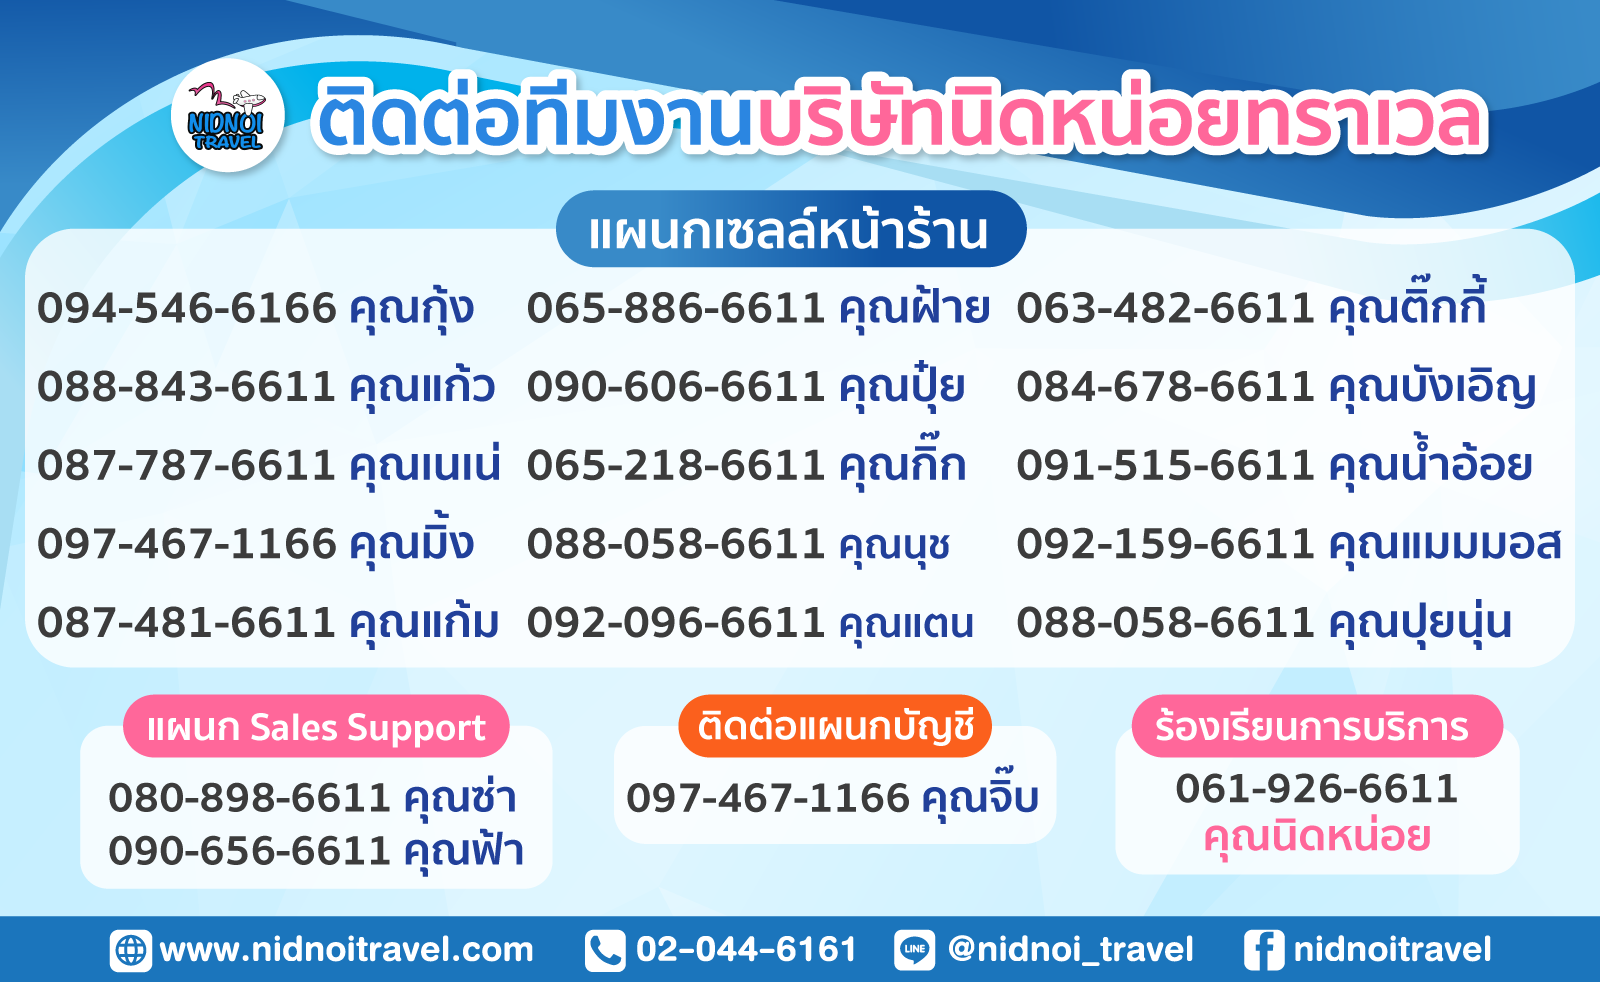 NIDNOI
TRAVEL
ติดต่อทีมงานบริษัทนิดหน่อยทราเวล
แผนกเซลล์หน้าร้าน
094-546-6166 คุณกุ้ง 065-886-6611 คุณฝ้าย 063-482-6611 คุณติ๊กกี้
088-843-6611 คุณแก้ว 090-606-6611 คุณปุ๋ย 084-678-6611 คุณบังเอิญ
087-787-6611 คุณเนเน่ 065-218-6611 คุณกิ๊ก 091-515-6611 คุณน้ำอ้อย
097-467-1166 คุณมิ้ง 088-058-6611 คุณนุช 092-159-6611 คุณแมมมอส
087-481-6611 คุณแก้ม 092-096-6611 คุณแตน 088-058-6611 คุณปุยนุ่น
แผนก Sales Support
080-898-6611 คุณซ่า
090-656-6611 คุณฟ้า
ติดต่อแผนกบัญชี
097-467-1166 คุณจิ๊บ
ร้องเรียนการบริการ
061-926-6611
คุณนิดหน่อย
www.nidnoitravel.com 02-044-6161 LINE @nidnoi_travel nidnoitravel